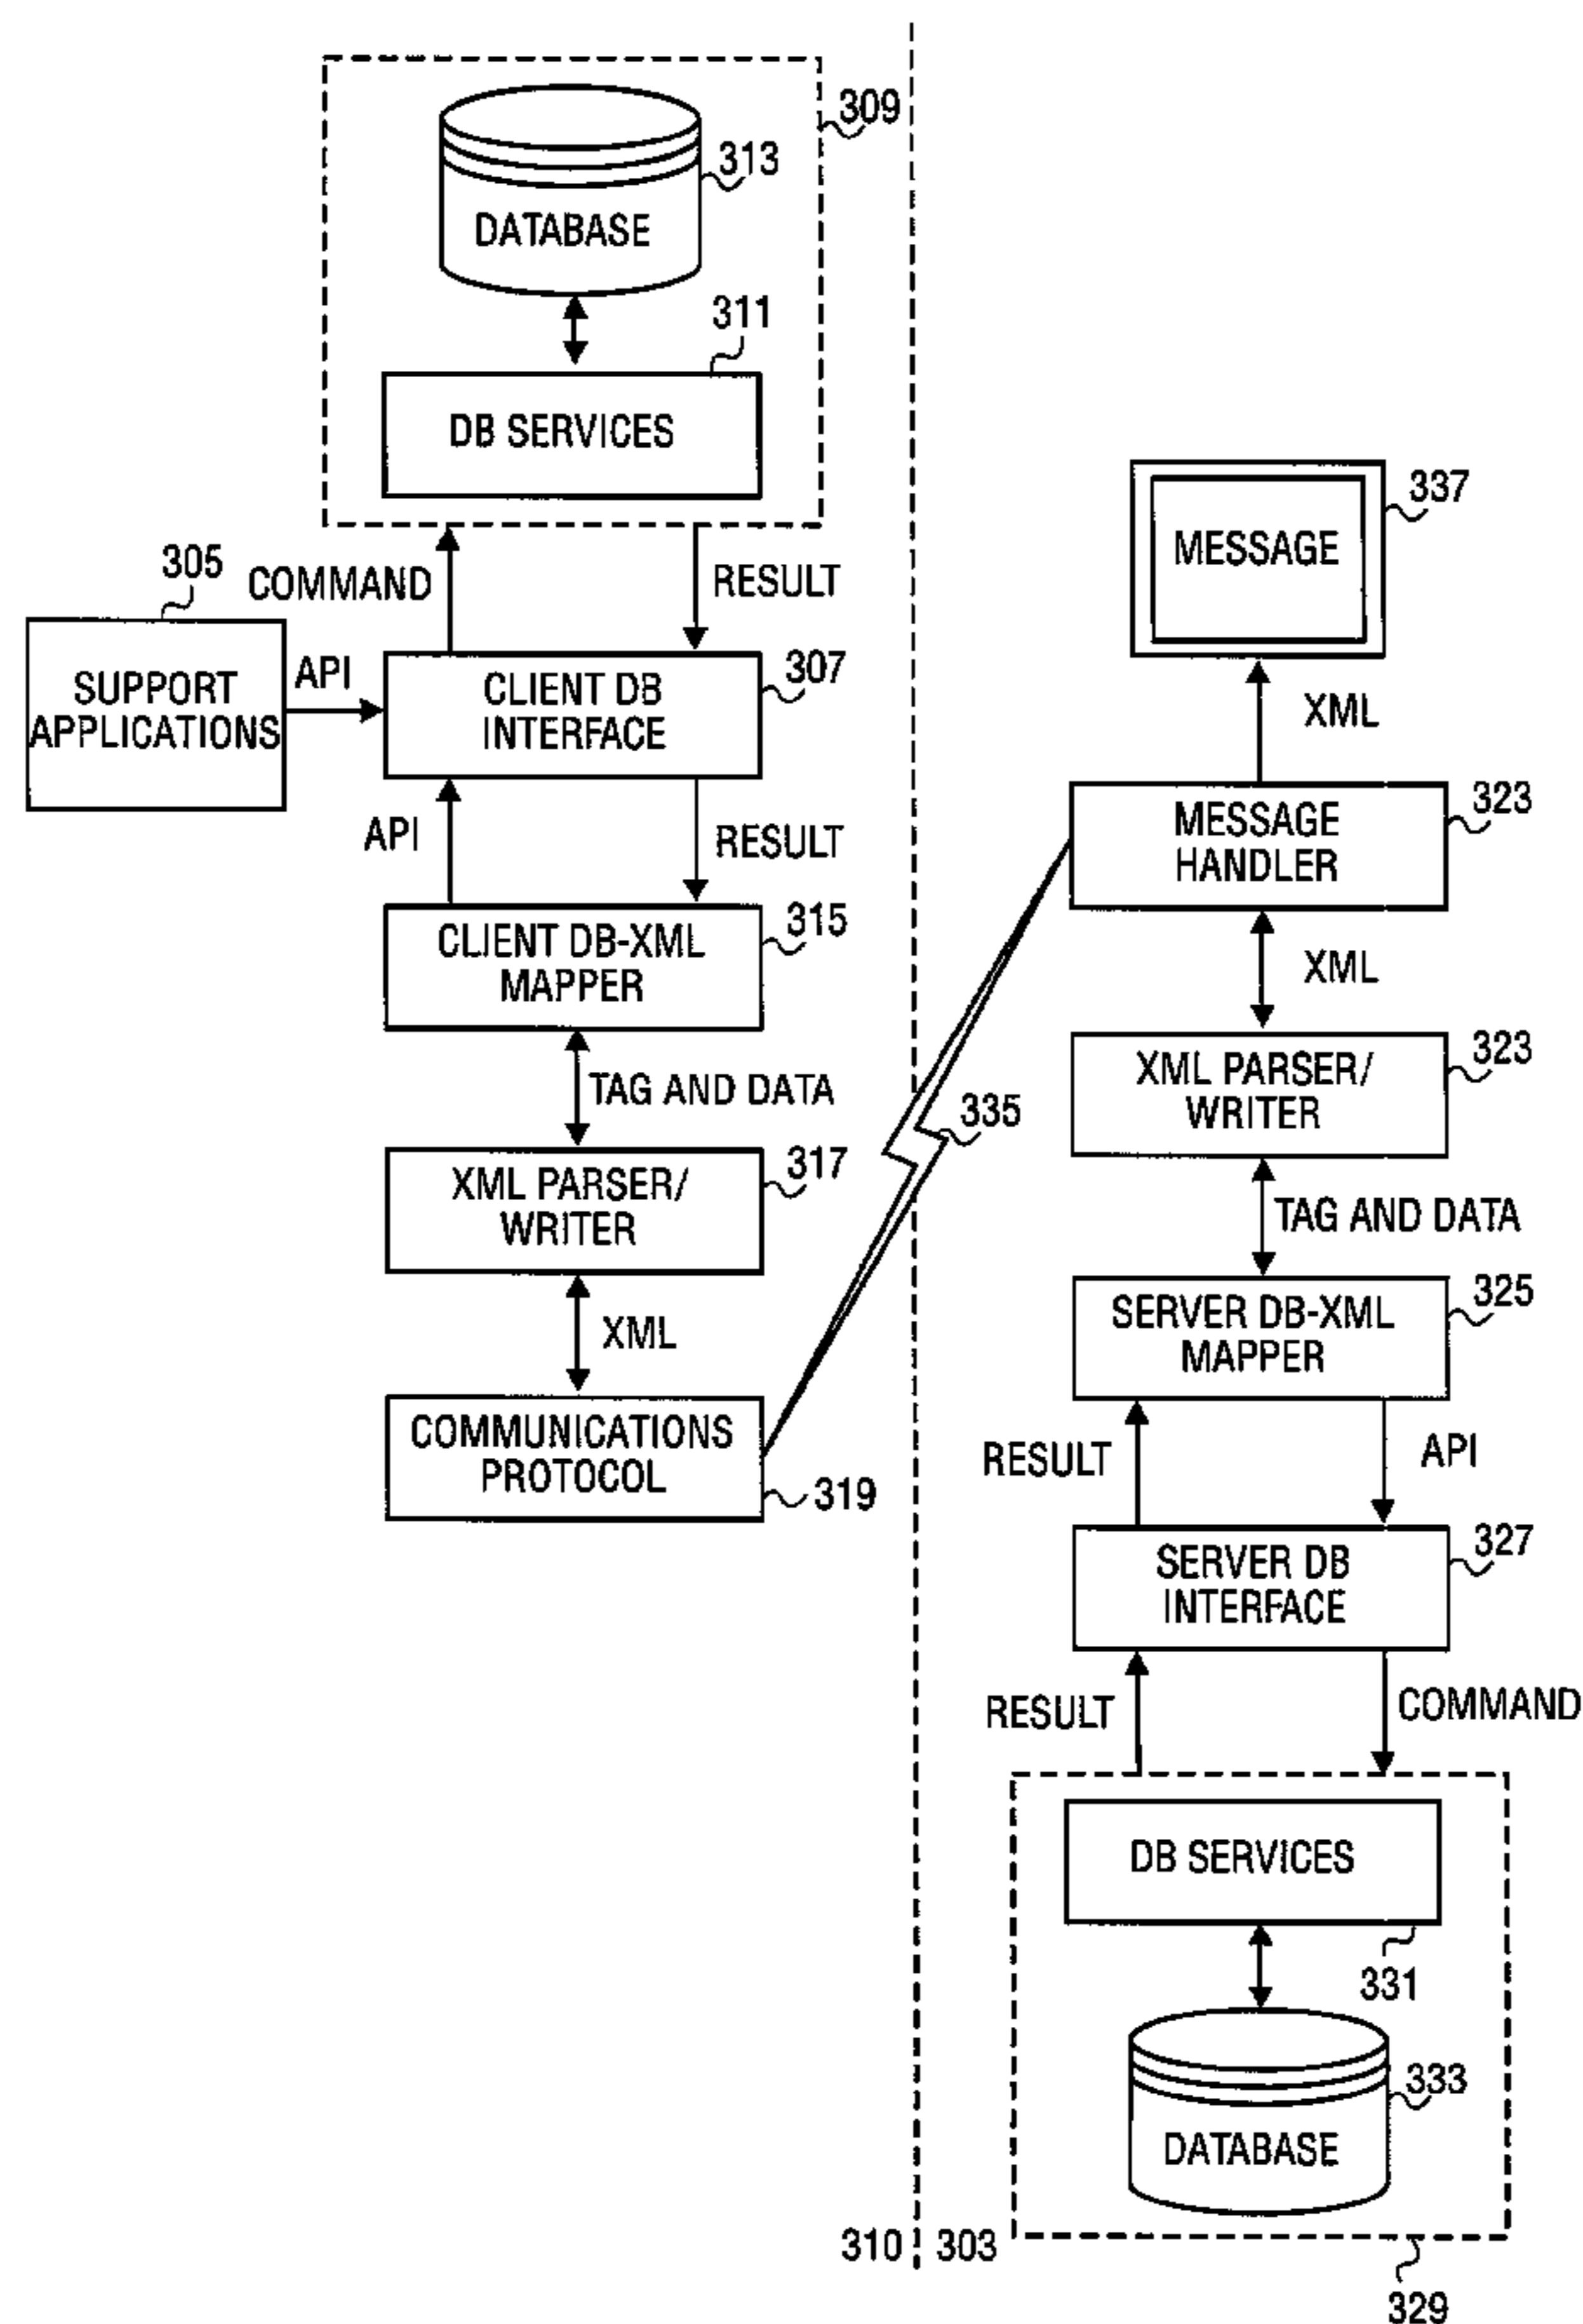 309
313
DATABASE
311
DB SERVICES
305
COMMAND
RESULT
SUPPORT
APPLICATIONS
API
CLIENT DB
INTERFACE
307
API
RESULT
CLIENT DB-XML
MAPPER
315
TAG AND DATA
XML PARSER/
WRITER
317
XML
COMMUNICATIONS
PROTOCOL
319
335
337
MESSAGE
XML
MESSAGE
HANDLER
323
XML
XML PARSER/
WRITER
323
TAG AND DATA
SERVER DB-XML
MAPPER
325
RESULT
API
SERVER DB
INTERFACE
327
RESULT
COMMAND
DB SERVICES
331
333
DATABASE
310
303
329